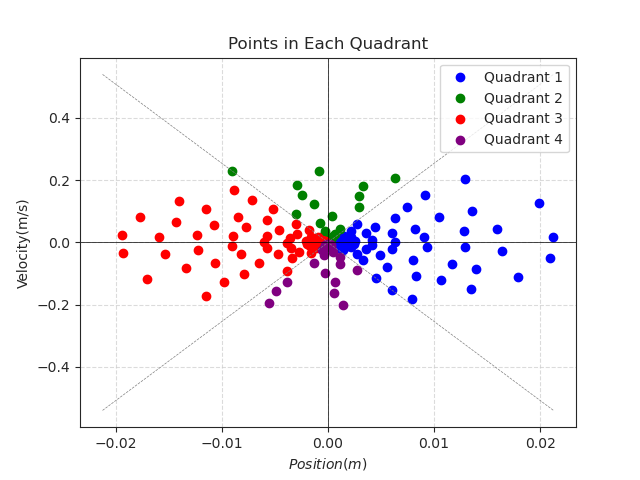 Points in Each Quadrant
Quadrant 1
Quadrant 2
Quadrant 3
Quadrant 4
0.4
0.2
0.0
−0.2
−0.4
Velocity(m/s)
−0.02 −0.01 0.00 0.01 0.02
Position(m)